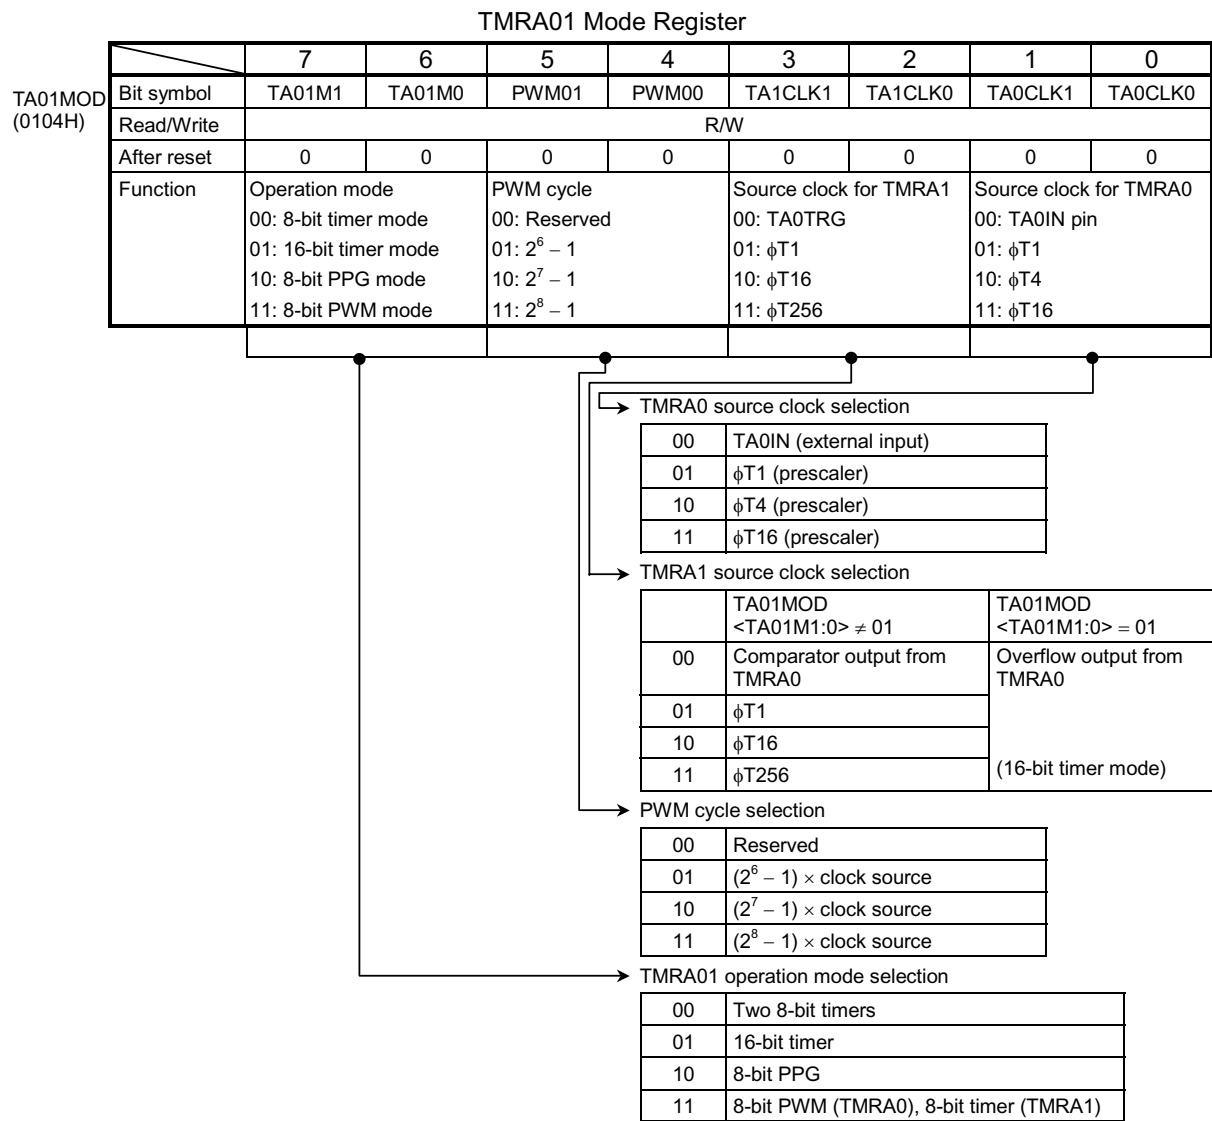 TMRA01 Mode Register
7 6 5 4 3 2 1 0
TA01MOD
(0104H)
Bit symbol TA01M1 TA01M0 PWM01 PWM00 TA1CLK1 TA1CLK0 TA0CLK1 TA0CLK0
Read/Write R/W
After reset 0 0 0 0 0 0 0 0
Function Operation mode PWM cycle Source clock for TMRA1 Source clock for TMRA0
00: 8-bit timer mode 00: Reserved 00: TA0TRG 00: TA0IN pin
01: 16-bit timer mode 01: 2⁶ − 1 01: ϕT1 01: ϕT1
10: 8-bit PPG mode 10: 2⁷ − 1 10: ϕT16 10: ϕT4
11: 8-bit PWM mode 11: 2⁸ − 1 11: ϕT256 11: ϕT16
TMRA0 source clock selection
00 TA0IN (external input)
01 ϕT1 (prescaler)
10 ϕT4 (prescaler)
11 ϕT16 (prescaler)
TMRA1 source clock selection
TA01MOD TA01MOD
<TA01M1:0> ≠ 01 <TA01M1:0> = 01
00 Comparator output from Overflow output from
TMRA0 TMRA0
01 ϕT1
10 ϕT16
11 ϕT256 (16-bit timer mode)
PWM cycle selection
00 Reserved
01 (2⁶ − 1) × clock source
10 (2⁷ − 1) × clock source
11 (2⁸ − 1) × clock source
TMRA01 operation mode selection
00 Two 8-bit timers
01 16-bit timer
10 8-bit PPG
11 8-bit PWM (TMRA0), 8-bit timer (TMRA1)